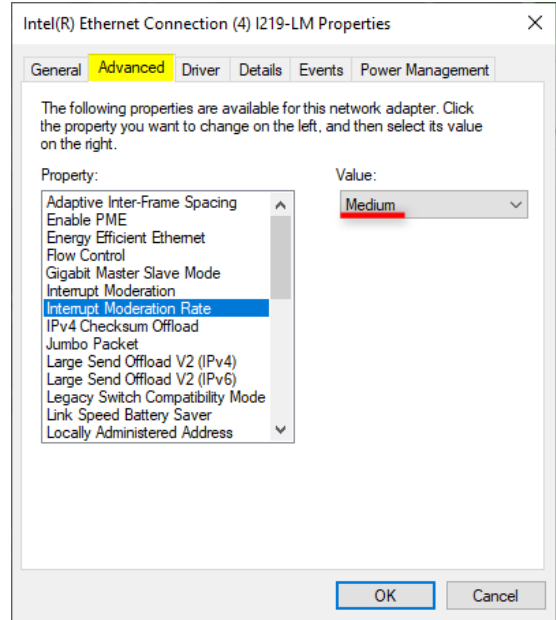 Intel(R) Ethernet Connection (4) I219-LM Properties
General Advanced Driver Details Events Power Management
The following properties are available for this network adapter. Click
the property you want to change on the left, and then select its value
on the right.
Property:
Value:
Adaptive Inter-Frame Spacing
Enable PME
Energy Efficient Ethernet
Flow Control
Gigabit Master Slave Mode
Interrupt Moderation
Interrupt Moderation Rate
IPv4 Checksum Offload
Jumbo Packet
Large Send Offload V2 (IPv4)
Large Send Offload V2 (IPv6)
Legacy Switch Compatibility Mode
Link Speed Battery Saver
Locally Administered Address
Medium
OK
Cancel